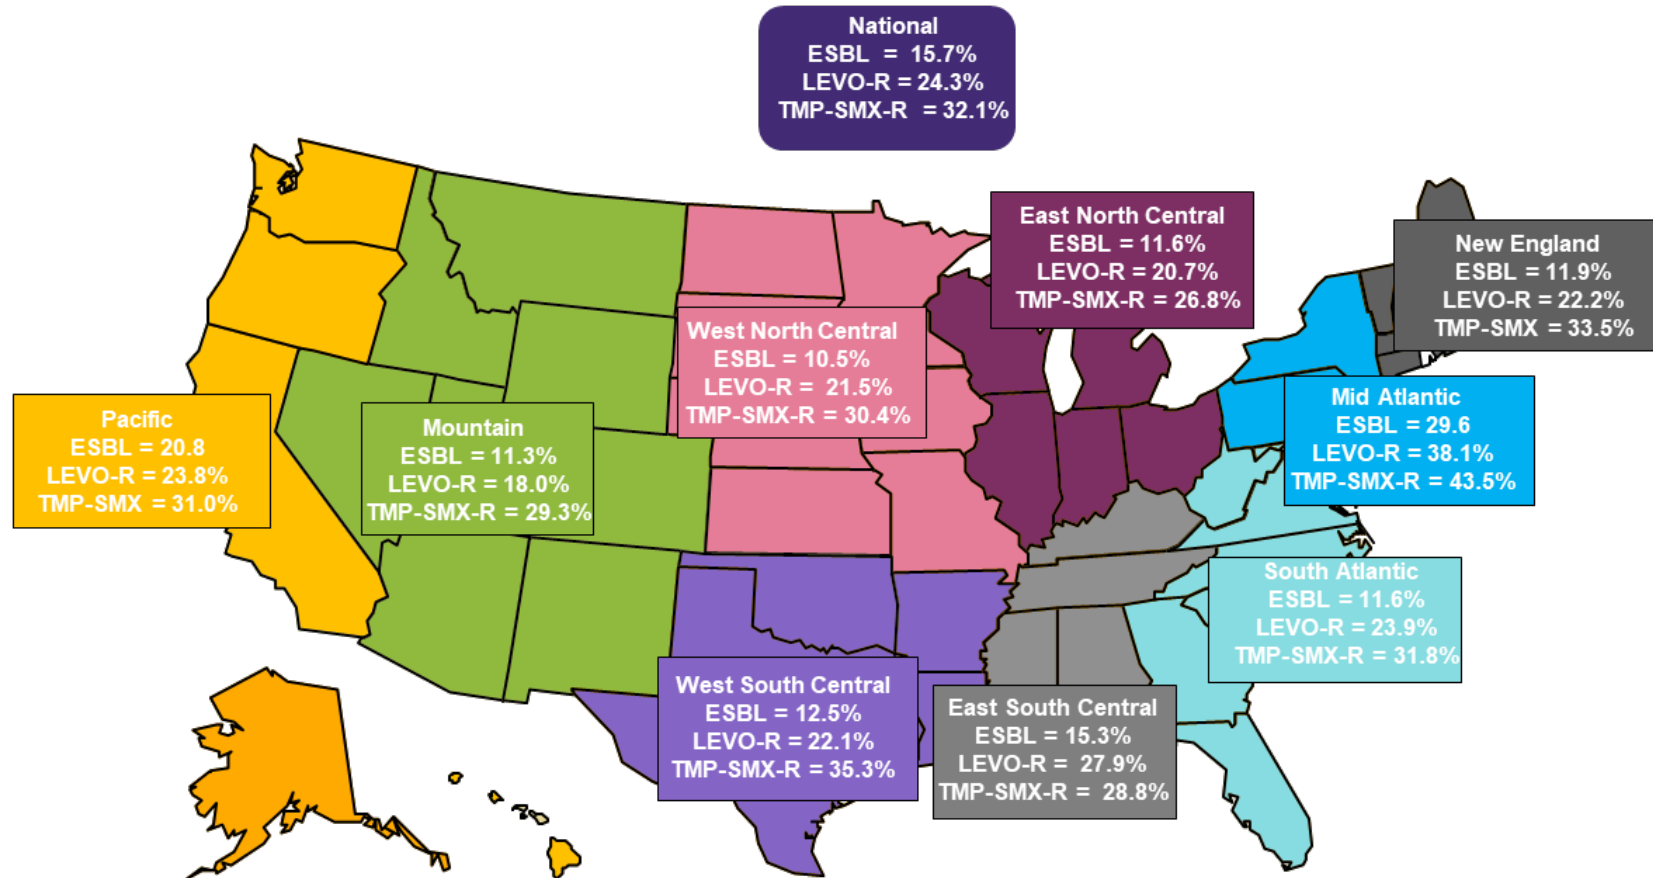 National
ESBL = 15.7%
LEVO-R = 24.3%
TMP-SMX-R = 32.1%
East North Central
ESBL = 11.6%
LEVO-R = 20.7%
TMP-SMX-R = 26.8%
New England
ESBL = 11.9%
LEVO-R = 22.2%
TMP-SMX = 33.5%
West North Central
ESBL = 10.5%
LEVO-R = 21.5%
TMP-SMX-R = 30.4%
Mid Atlantic
ESBL = 29.6
LEVO-R = 38.1%
TMP-SMX-R = 43.5%
Pacific
ESBL = 20.8
LEVO-R = 23.8%
TMP-SMX = 31.0%
Mountain
ESBL = 11.3%
LEVO-R = 18.0%
TMP-SMX-R = 29.3%
South Atlantic
ESBL = 11.6%
LEVO-R = 23.9%
TMP-SMX-R = 31.8%
West South Central
ESBL = 12.5%
LEVO-R = 22.1%
TMP-SMX-R = 35.3%
East South Central
ESBL = 15.3%
LEVO-R = 27.9%
TMP-SMX-R = 28.8%